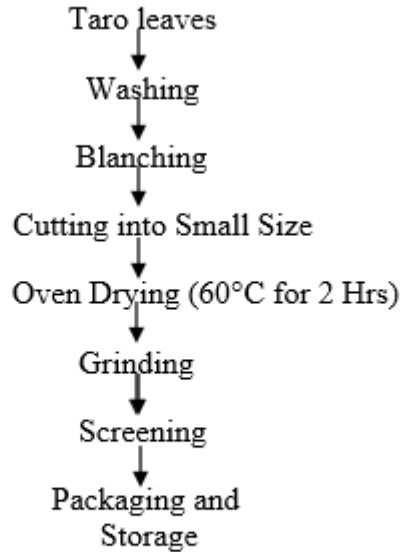 Taro leaves
Washing
Blanching
Cutting into Small Size
Oven Drying (60°C for 2 Hrs)
Grinding
Screening
Packaging and
Storage